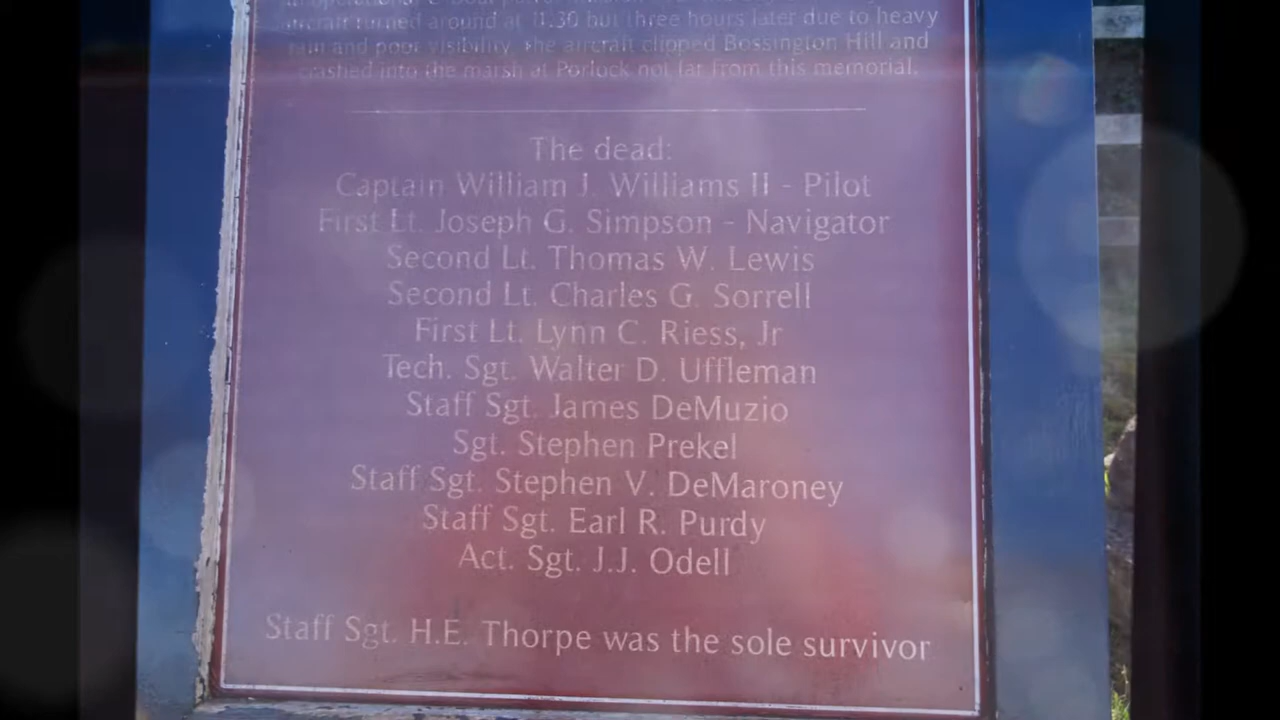 aircraft turned around at 11:30 but three hours later due to heavy
rain and poor visibility the aircraft clipped Bossington Hill and
crashed into the marsh at Porlock not far from this memorial.
The dead:
Captain William J. Williams II - Pilot
First Lt. Joseph G. Simpson - Navigator
Second Lt. Thomas W. Lewis
Second Lt. Charles G. Sorrell
First Lt. Lynn C. Riess, Jr
Tech. Sgt. Walter D. Uffleman
Staff Sgt. James DeMuzio
Sgt. Stephen Prekel
Staff Sgt. Stephen V. DeMaroney
Staff Sgt. Earl R. Purdy
Act. Sgt. J.J. Odell
Staff Sgt. H.E. Thorpe was the sole survivor